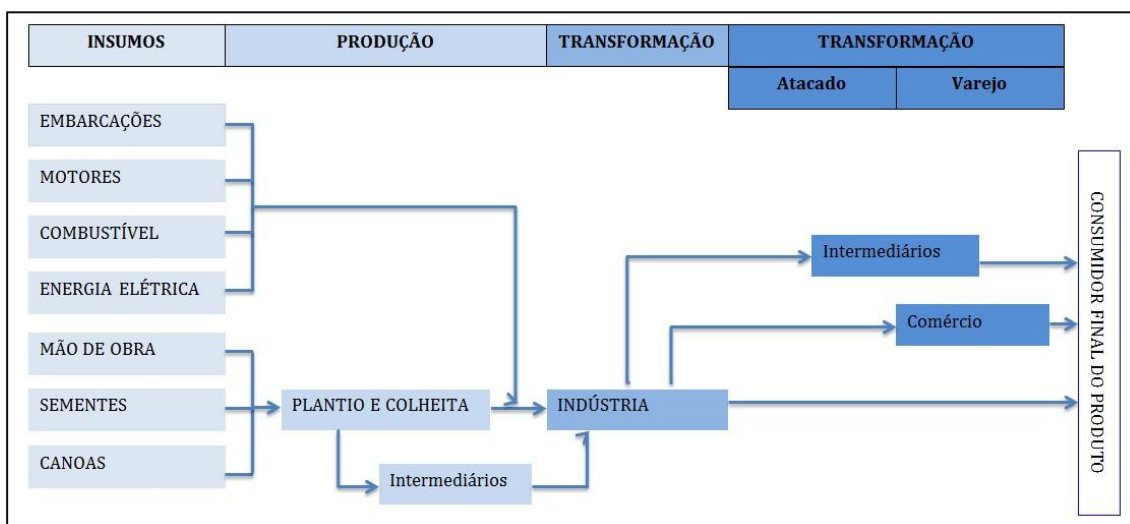 INSUMOS
PRODUÇÃO
TRANSFORMAÇÃO
TRANSFORMAÇÃO
Atacado
Varejo
EMBARCAÇÕES
MOTORES
COMBUSTÍVEL
ENERGIA ELÉTRICA
MÃO DE OBRA
SEMENTES
CANOAS
PLANTIO E COLHEITA
Intermediários
INDÚSTRIA
Intermediários
Comércio
CONSUMIDOR FINAL DO PRODUTO